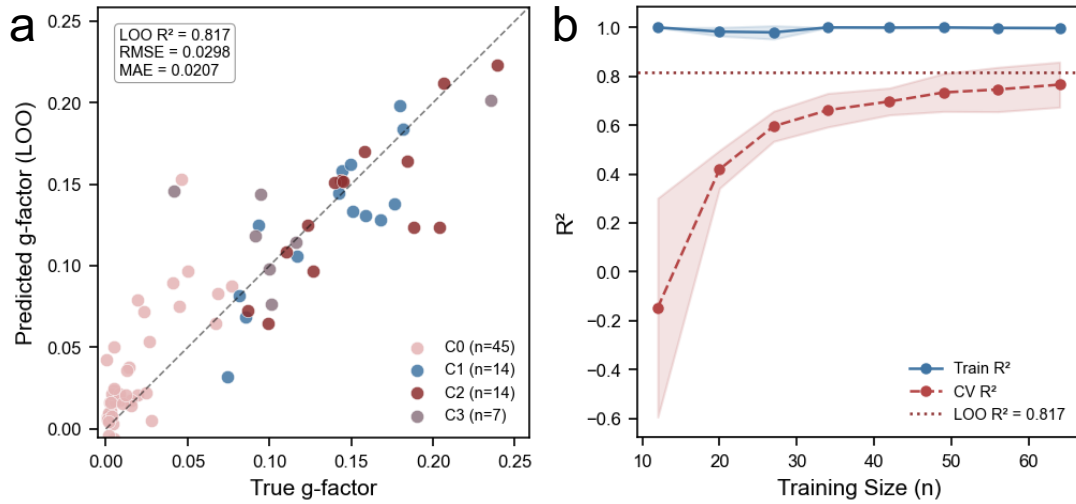 a
LOO R² = 0.817
RMSE = 0.0298
MAE = 0.0207
Predicted g-factor (LOO)
0.25
0.20
0.15
0.10
0.05
0.00
C0 (n=45)
C1 (n=14)
C2 (n=14)
C3 (n=7)
0.00 0.05 0.10 0.15 0.20 0.25
True g-factor
b
R²
1.0
0.8
0.6
0.4
0.2
0.0
−0.2
−0.4
−0.6
Train R²
CV R²
LOO R² = 0.817
10 20 30 40 50 60
Training Size (n)